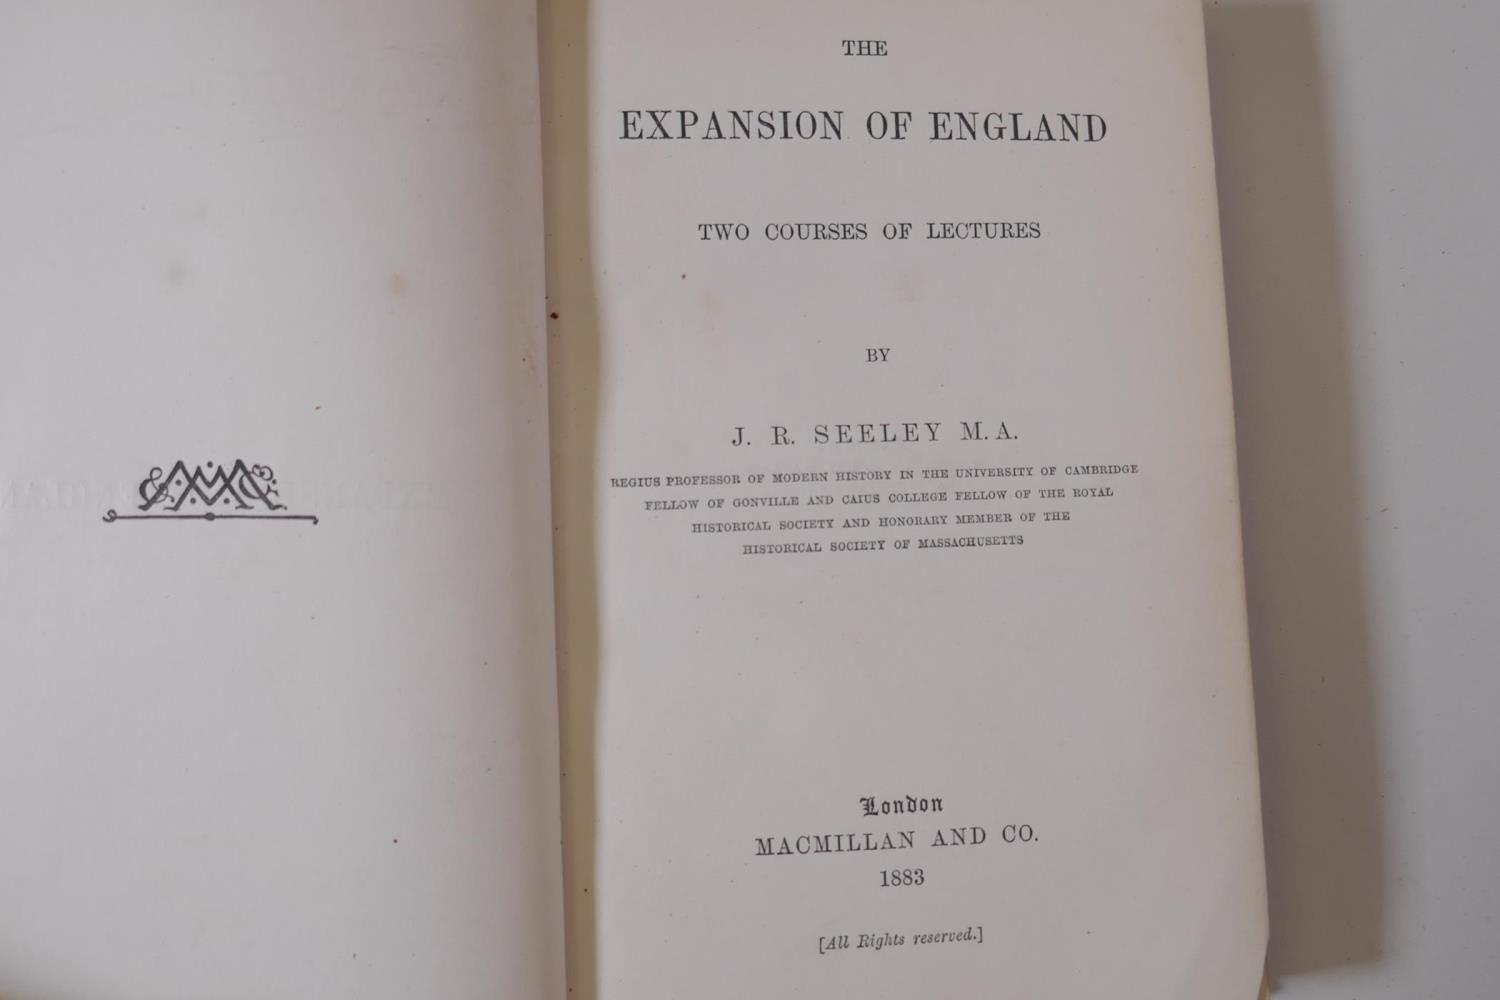 THE
EXPANSION OF ENGLAND
TWO COURSES OF LECTURES
BY
J. R. SEELEY M.A.
REGIUS PROFESSOR OF MODERN HISTORY IN THE UNIVERSITY OF CAMBRIDGE
FELLOW OF GONVILLE AND CAIUS COLLEGE FELLOW OF THE ROYAL
HISTORICAL SOCIETY AND HONORARY MEMBER OF THE
HISTORICAL SOCIETY OF MASSACHUSETTS
London
MACMILLAN AND CO.
1883
[All Rights reserved.]